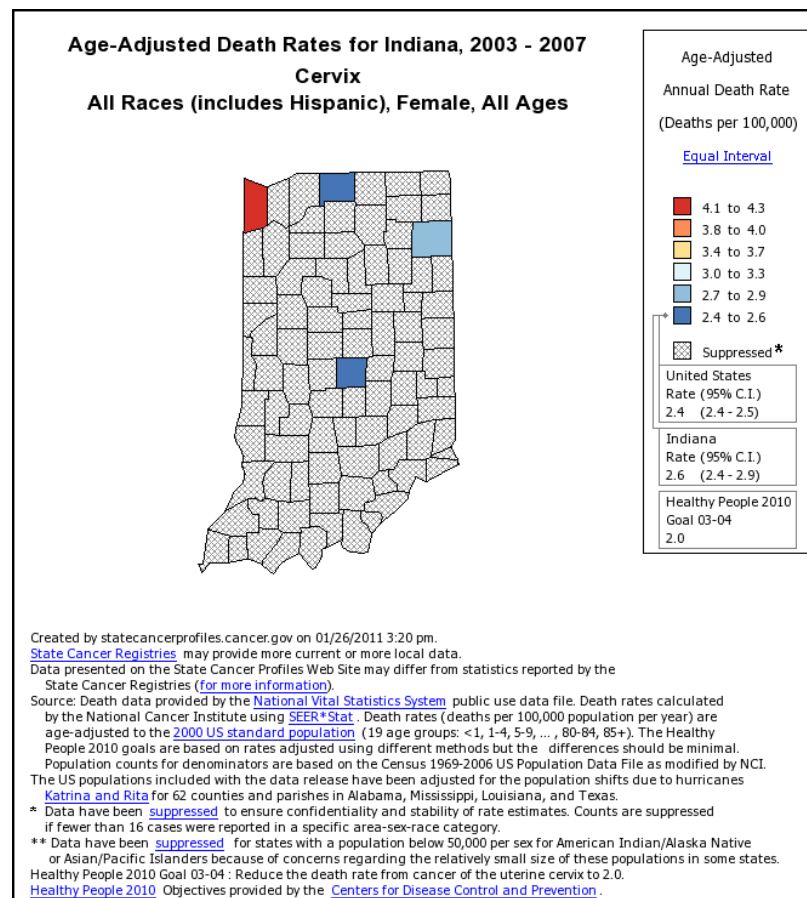 Age-Adjusted Death Rates for Indiana, 2003 - 2007
Cervix
All Races (includes Hispanic), Female, All Ages
Age-Adjusted
Annual Death Rate
(Deaths per 100,000)
Equal Interval
4.1 to 4.3
3.8 to 4.0
3.4 to 3.7
3.0 to 3.3
2.7 to 2.9
2.4 to 2.6
Suppressed*
United States
Rate (95% C.I.)
2.4 (2.4 - 2.5)
Indiana
Rate (95% C.I.)
2.6 (2.4 - 2.9)
Healthy People 2010
Goal 03-04
2.0
Created by statecancerprofiles.cancer.gov on 01/26/2011 3:20 pm.
State Cancer Registries may provide more current or more local data.
Data presented on the State Cancer Profiles Web Site may differ from statistics reported by the
State Cancer Registries (for more information).
Source: Death data provided by the National Vital Statistics System public use data file. Death rates calculated
by the National Cancer Institute using SEER*Stat . Death rates (deaths per 100,000 population per year) are
age-adjusted to the 2000 US standard population (19 age groups: <1, 1-4, 5-9, ... , 80-84, 85+). The Healthy
People 2010 goals are based on rates adjusted using different methods but the differences should be minimal.
Population counts for denominators are based on the Census 1969-2006 US Population Data File as modified by NCI.
The US populations included with the data release have been adjusted for the population shifts due to hurricanes
Katrina and Rita for 62 counties and parishes in Alabama, Mississippi, Louisiana, and Texas.
* Data have been suppressed to ensure confidentiality and stability of rate estimates. Counts are suppressed
if fewer than 16 cases were reported in a specific area-sex-race category.
** Data have been suppressed for states with a population below 50,000 per sex for American Indian/Alaska Native
or Asian/Pacific Islanders because of concerns regarding the relatively small size of these populations in some states.
Healthy People 2010 Goal 03-04 : Reduce the death rate from cancer of the uterine cervix to 2.0.
Healthy People 2010 Objectives provided by the Centers for Disease Control and Prevention .